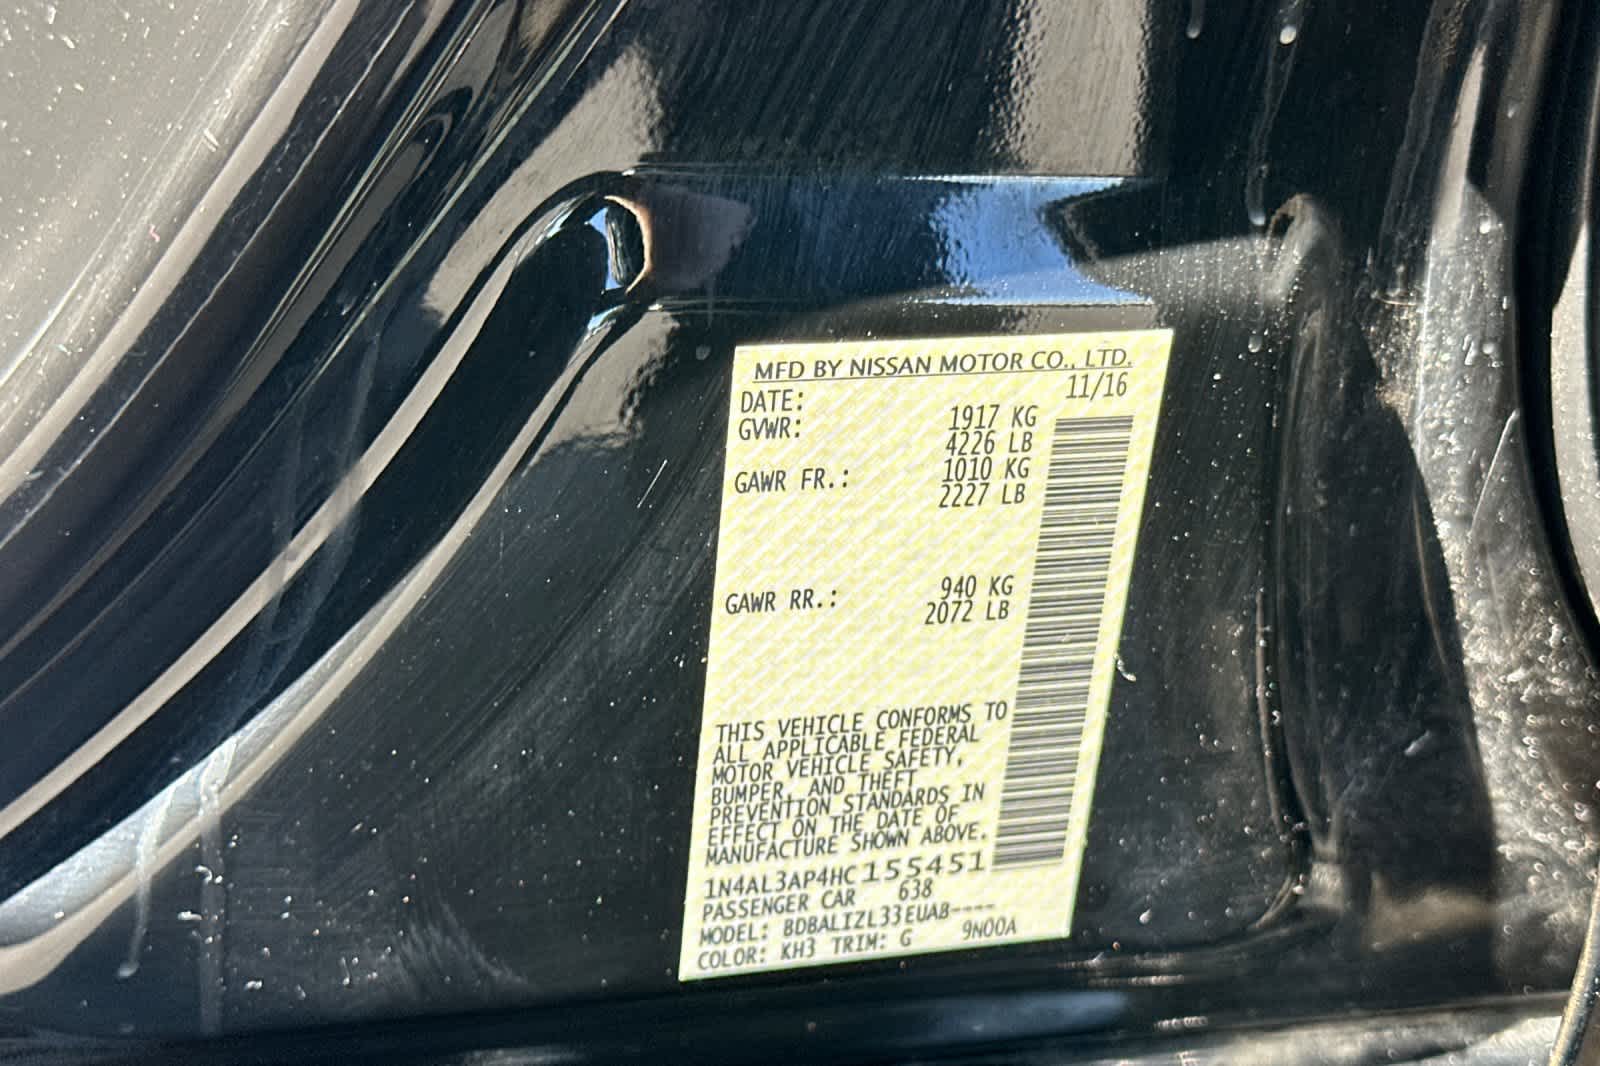 MFD BY NISSAN MOTOR CO., LTD.
DATE: 11/16
GVWR: 1917 KG
4226 LB
GAWR FR.: 1010 KG
2227 LB
GAWR RR.: 940 KG
2072 LB
THIS VEHICLE CONFORMS TO
ALL APPLICABLE FEDERAL
MOTOR VEHICLE SAFETY,
BUMPER, AND THEFT
PREVENTION STANDARDS IN
EFFECT ON THE DATE OF
MANUFACTURE SHOWN ABOVE.
1N4AL3AP4HC155451
PASSENGER CAR 638
MODEL: BDBALIZL33EUAB----
COLOR: KH3 TRIM: G 9N00A